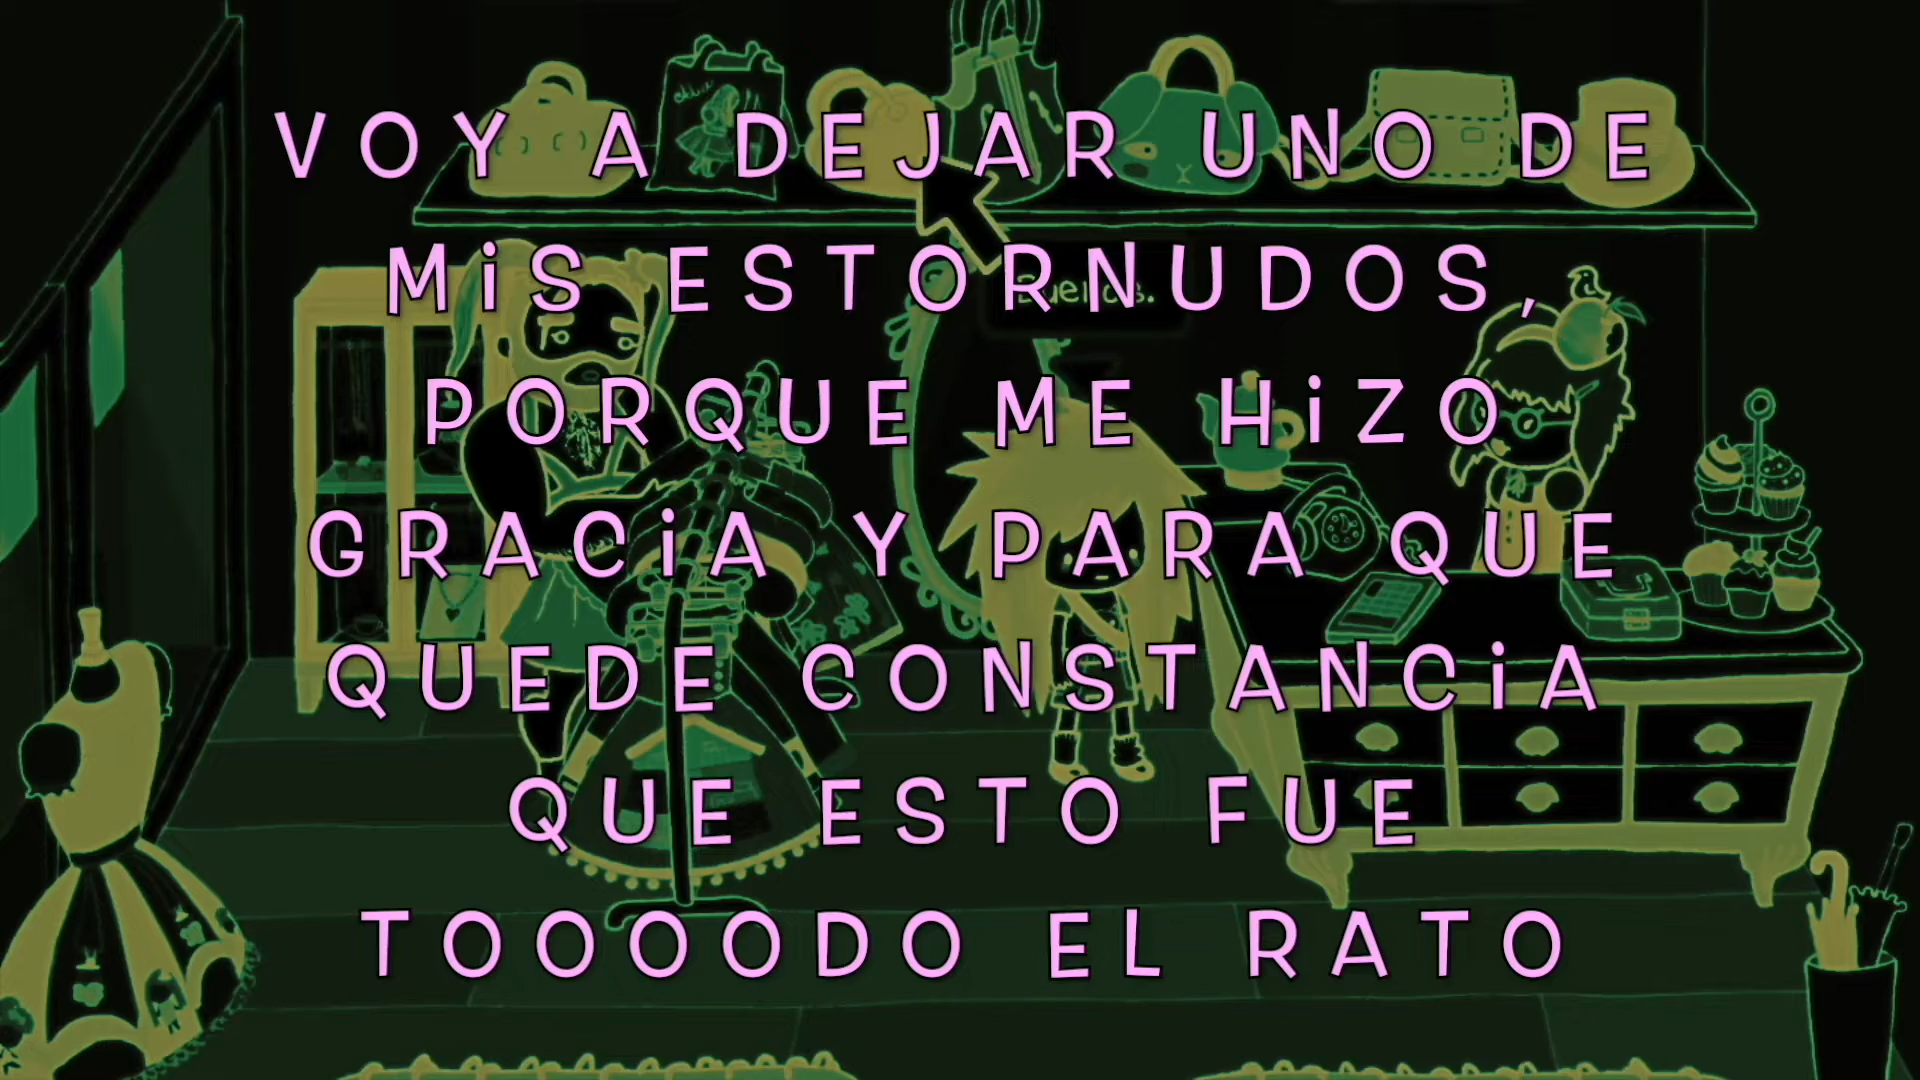 VOY A DEJAR UNO DE
MiS ESTORNUDOS,
PORQUE ME HiZO
GRACiA Y PARA QUE
QUEDE CONSTANCiA
QUE ESTO FUE
TOOOODO EL RATO